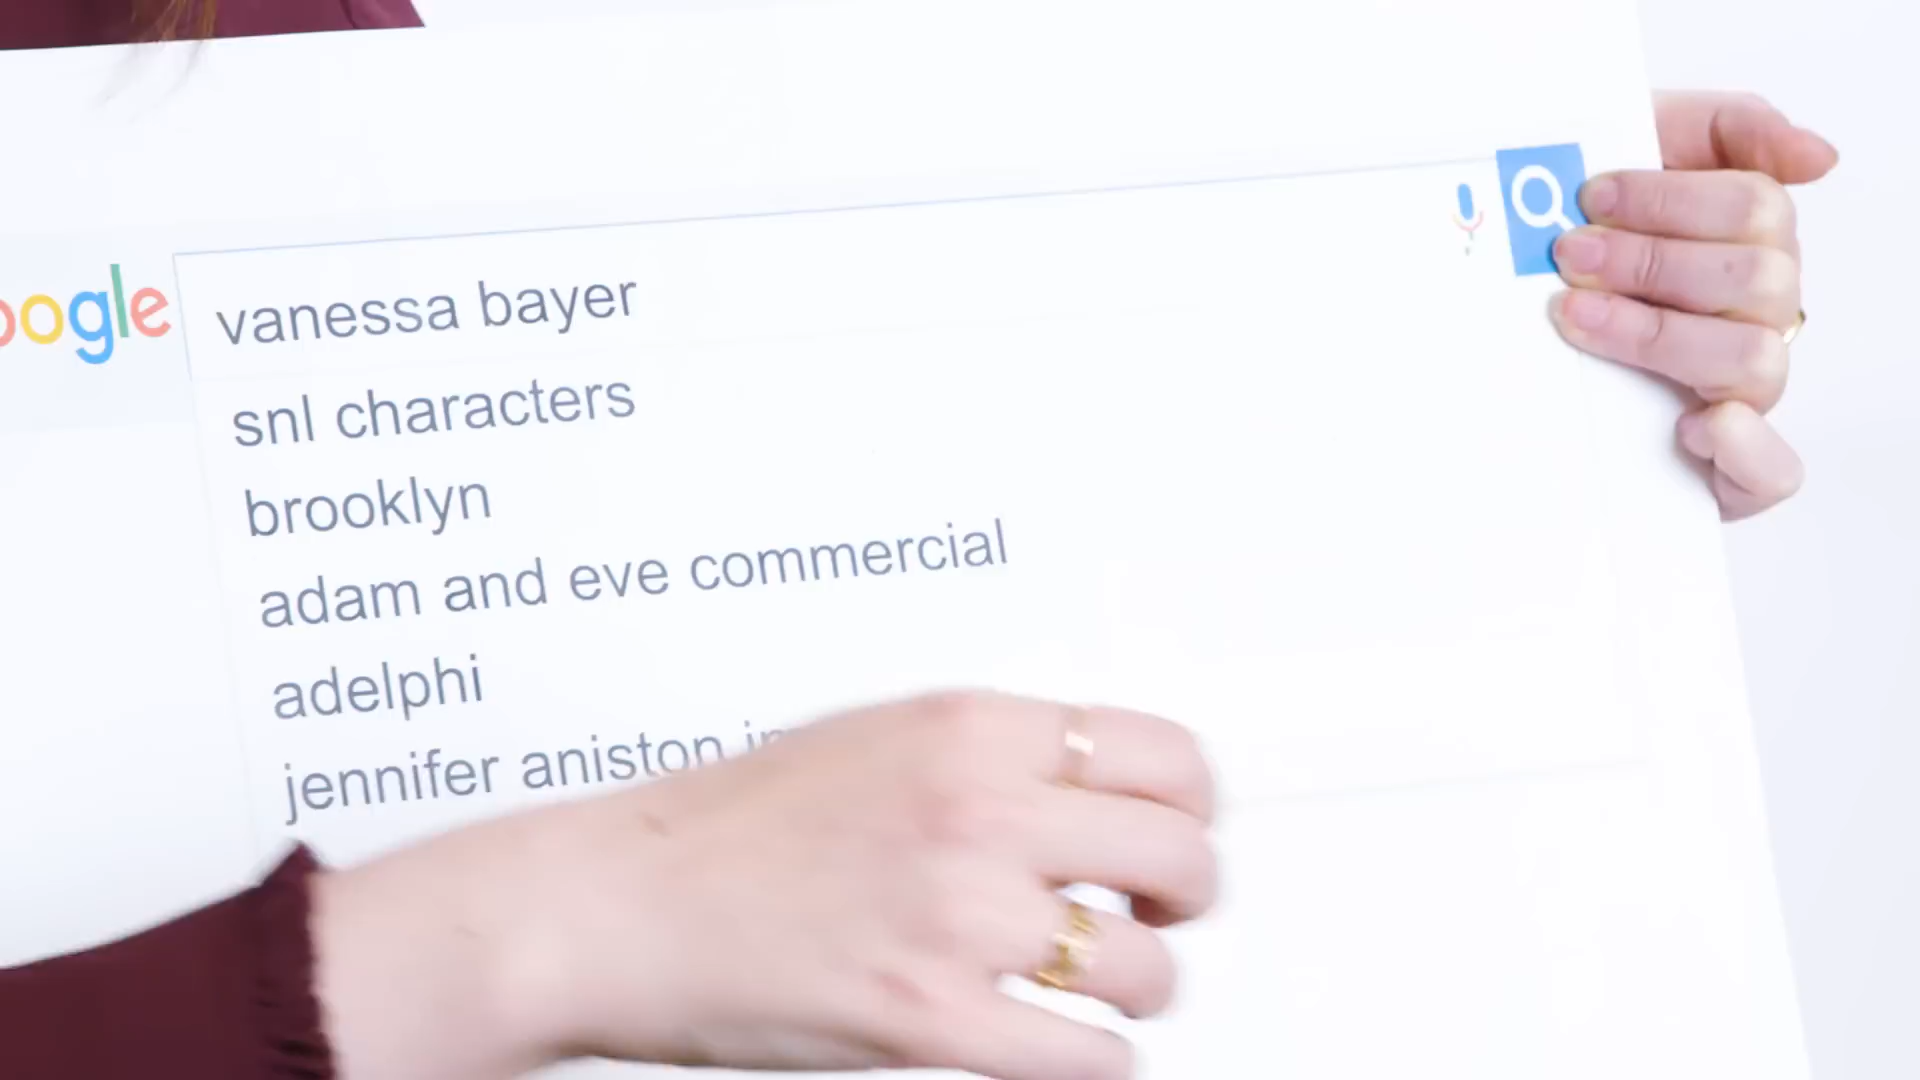 oogle
vanessa bayer
snl characters
brooklyn
adam and eve commercial
adelphi
jennifer aniston